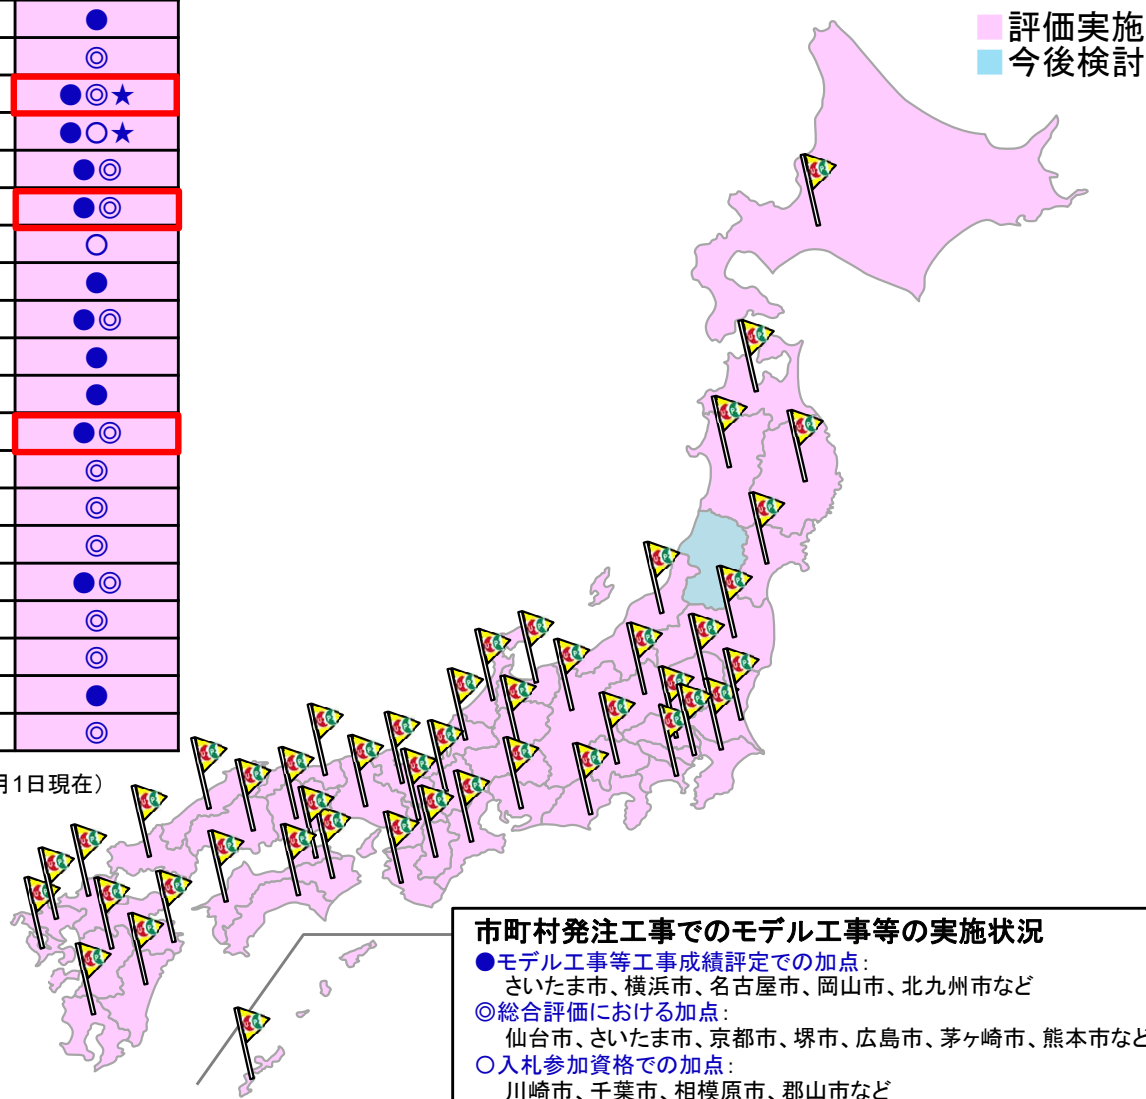 ●
◎
●◎★
●○★
●◎
●◎
○
●
●◎
●
●
●◎
◎
◎
◎
●◎
◎
◎
●
◎
月1日現在）
評価実施
今後検討
市町村発注工事でのモデル工事等の実施状況
●モデル工事等工事成績評定での加点：
さいたま市、横浜市、名古屋市、岡山市、北九州市など
◎総合評価における加点：
仙台市、さいたま市、京都市、堺市、広島市、茅ヶ崎市、熊本市など
○入札参加資格での加点：
川崎市、千葉市、相模原市、郡山市など